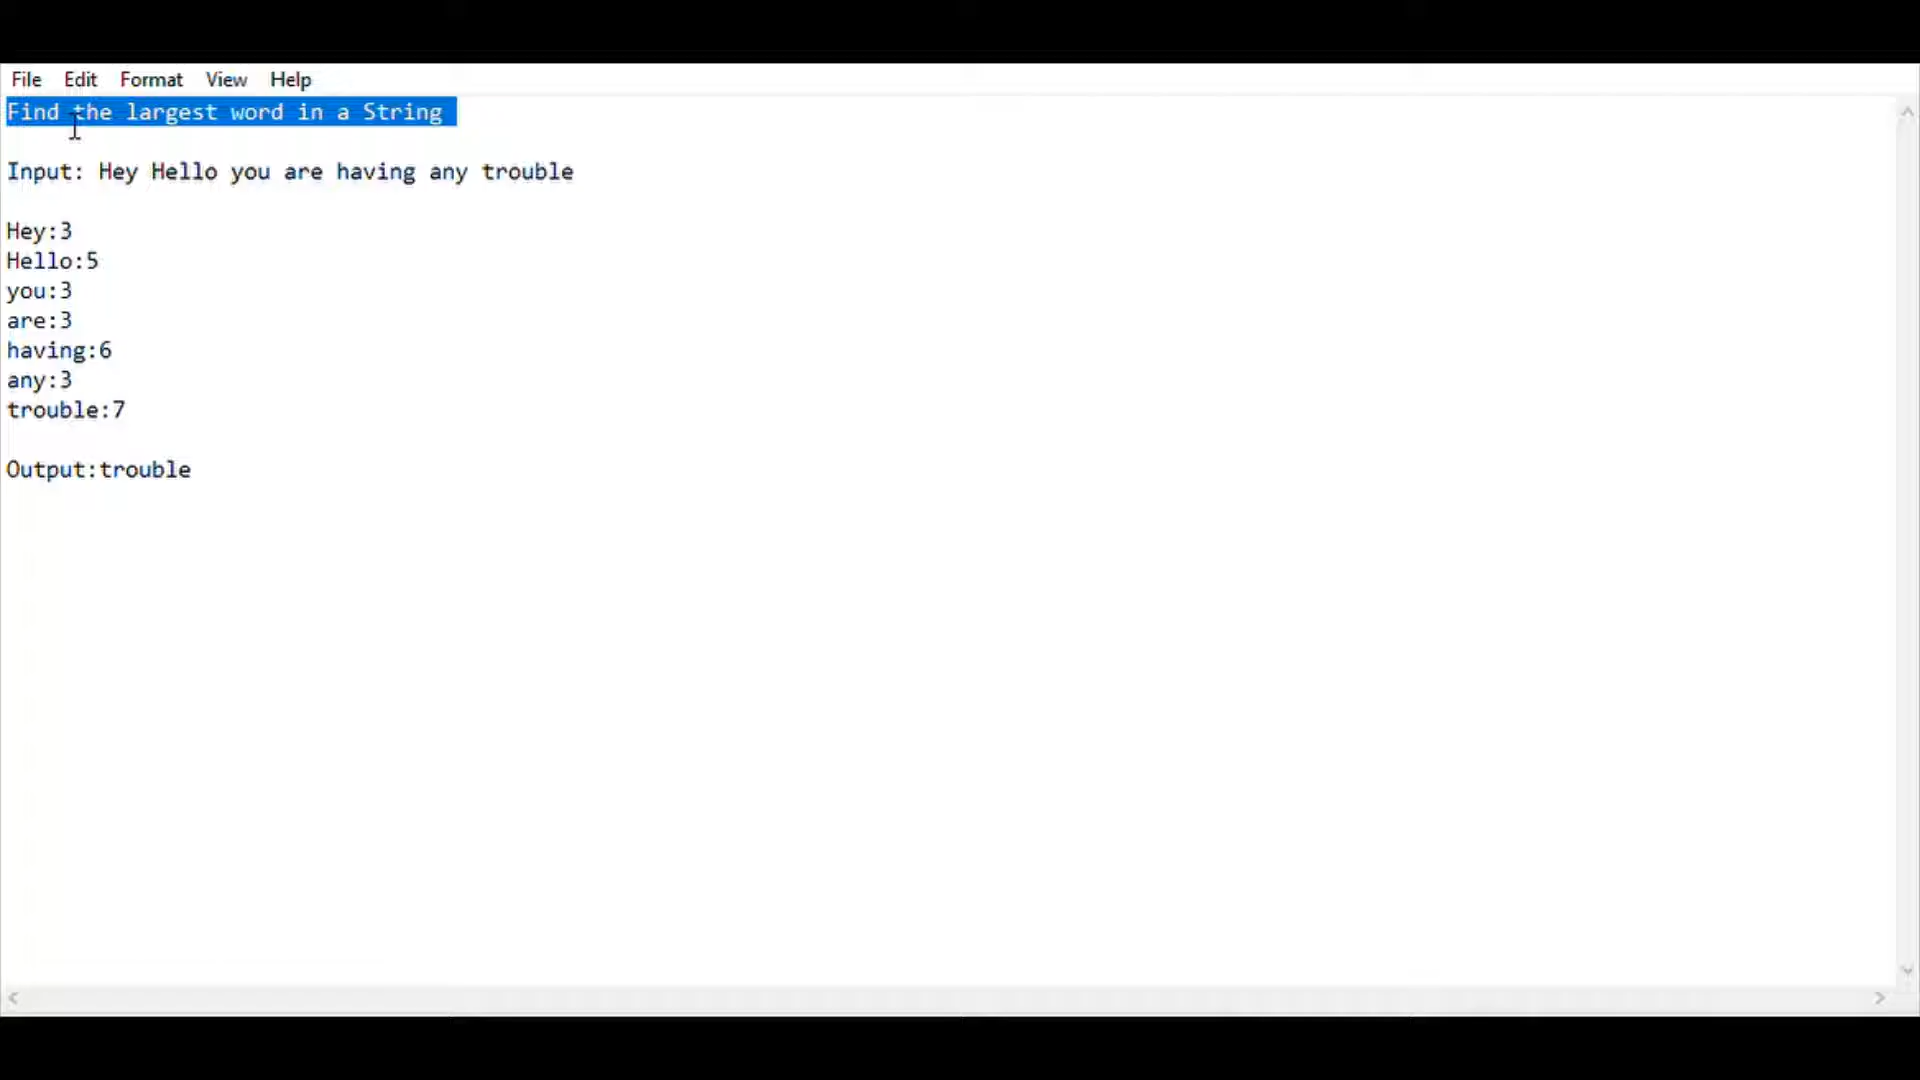 File Edit Format View Help
Find the largest word in a String
Input: Hey Hello you are having any trouble
Hey:3
Hello:5
you:3
are:3
having:6
any:3
trouble:7
Output:trouble